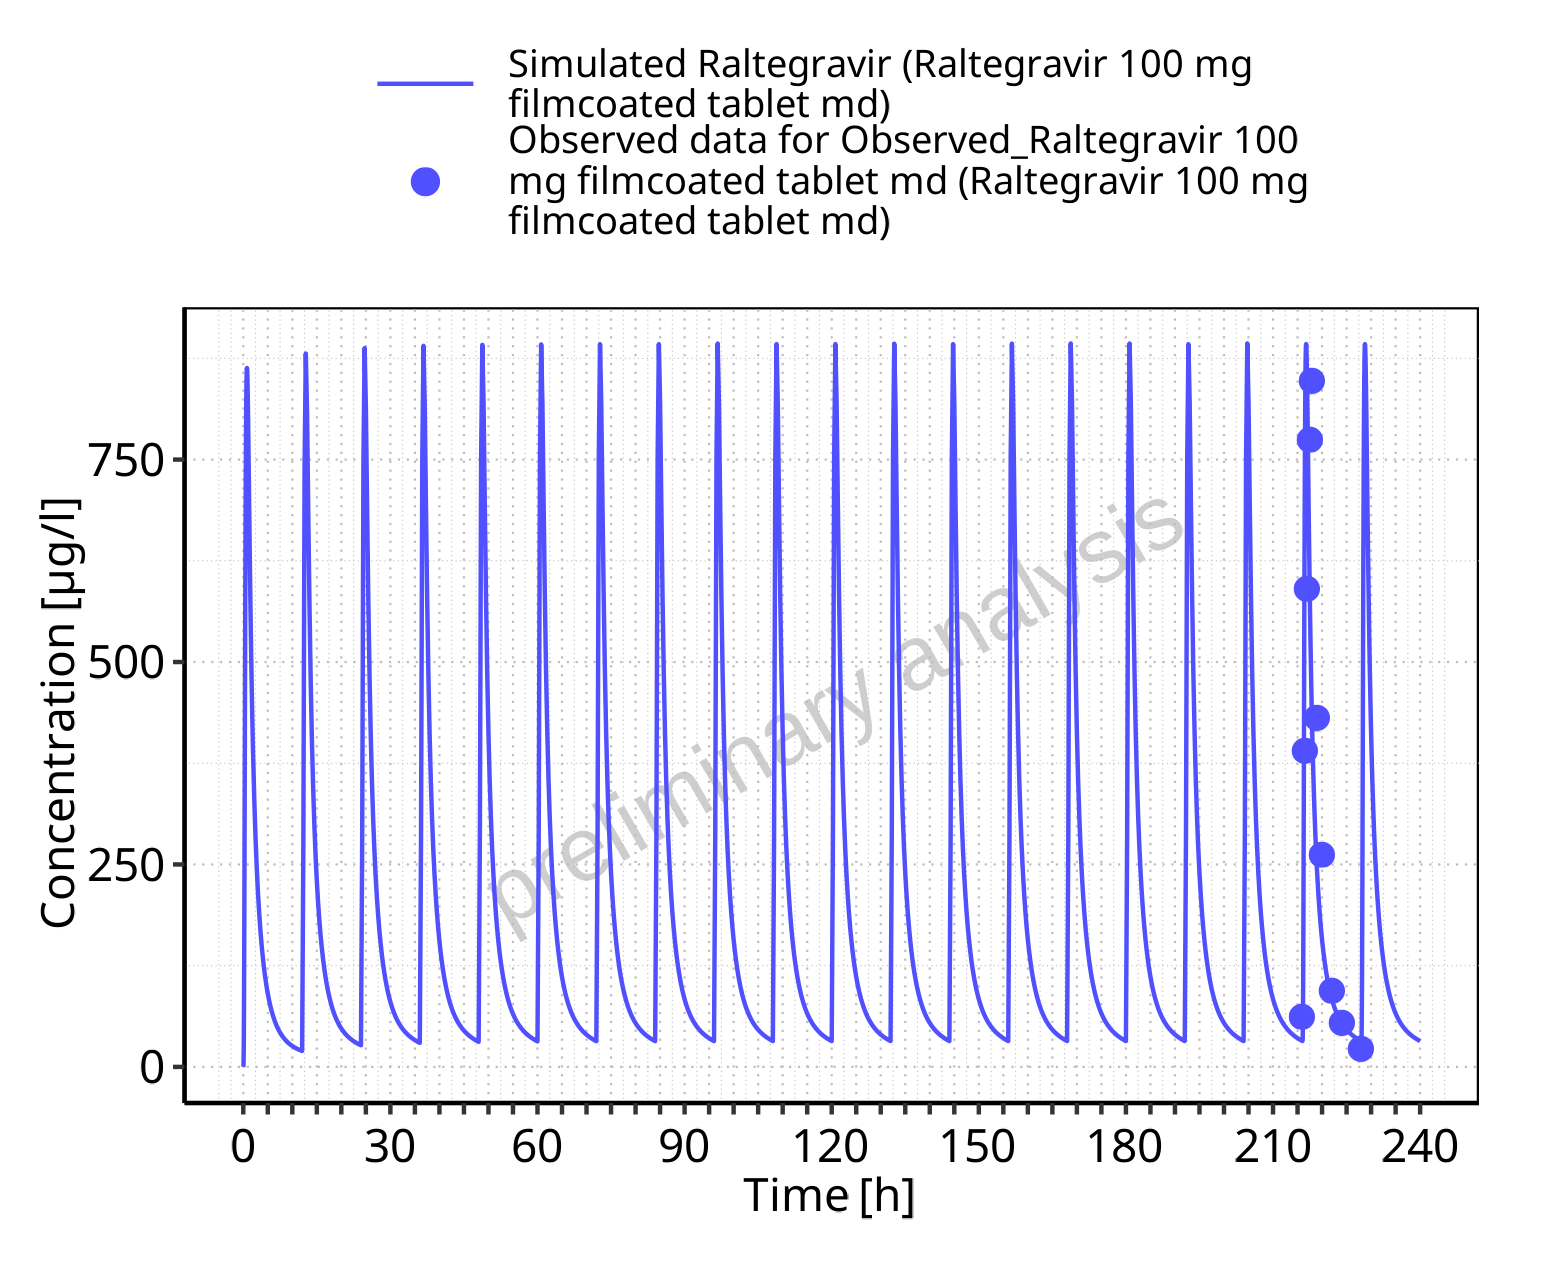 Simulated Raltegravir (Raltegravir 100 mg
filmcoated tablet md)
Observed data for Observed_Raltegravir 100
mg filmcoated tablet md (Raltegravir 100 mg
filmcoated tablet md)
Concentration [µg/l]
750
500
250
0
preliminary analysis
0 30 60 90 120 150 180 210 240
Time [h]